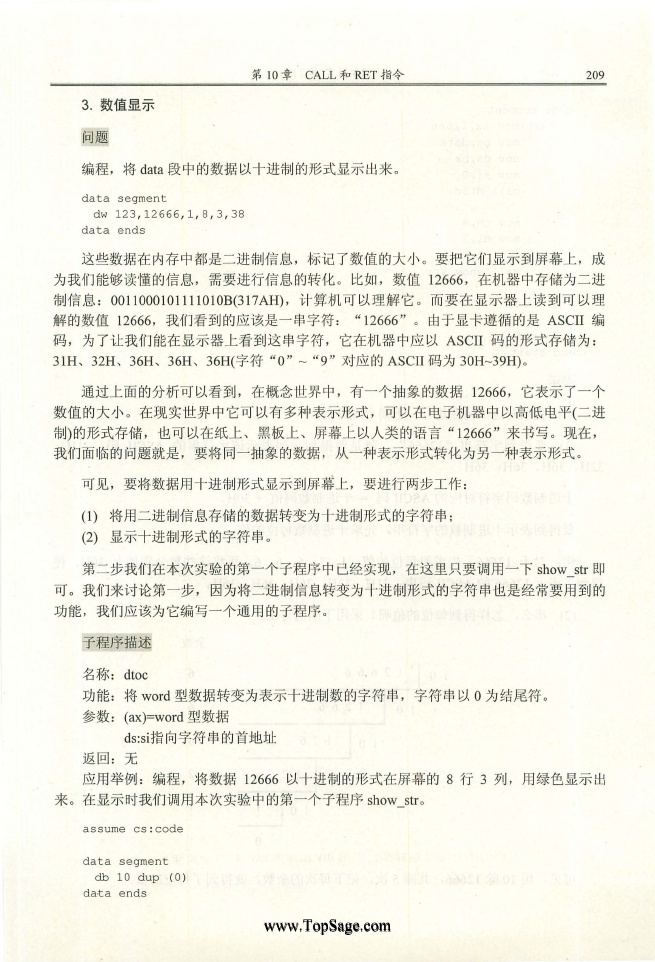 第 10 章 CALL 和 RET 指令 209
3. 数值显示
问题
编程，将 data 段中的数据以十进制的形式显示出来。
data segment
dw 123,12666,1,8,3,38
data ends
这些数据在内存中都是二进制信息，标记了数值的大小。要把它们显示到屏幕上，成
为我们能够读懂的信息，需要进行信息的转化。比如，数值 12666，在机器中存储为二进
制信息：0011000101111010B(317AH)，计算机可以理解它。而要在显示器上读到可以理
解的数值 12666，我们看到的应该是一串字符：“12666”。由于显卡遵循的是 ASCII 编
码，为了让我们能在显示器上看到这串字符，它在机器中应以 ASCII 码的形式存储为：
31H、32H、36H、36H、36H(字符“0”~“9”对应的 ASCII 码为 30H~39H)。
通过上面的分析可以看到，在概念世界中，有一个抽象的数据 12666，它表示了一个
数值的大小。在现实世界中它可以有多种表示形式，可以在电子机器中以高低电平(二进
制)的形式存储，也可以在纸上、黑板上、屏幕上以人类的语言“12666”来书写。现在，
我们面临的问题就是，要将同一抽象的数据，从一种表示形式转化为另一种表示形式。
可见，要将数据用十进制形式显示到屏幕上，要进行两步工作：
(1) 将用二进制信息存储的数据转变为十进制形式的字符串；
(2) 显示十进制形式的字符串。
第二步我们在本次实验的第一个子程序中已经实现，在这里只要调用一下 show_str 即
可。我们来讨论第一步，因为将二进制信息转变为十进制形式的字符串也是经常要用到的
功能，我们应该为它编写一个通用的子程序。
子程序描述
名称：dtoc
功能：将 word 型数据转变为表示十进制数的字符串，字符串以 0 为结尾符。
参数：(ax)=word 型数据
ds:si指向字符串的首地址
返回：无
应用举例：编程，将数据 12666 以十进制的形式在屏幕的 8 行 3 列，用绿色显示出
来。在显示时我们调用本次实验中的第一个子程序 show_str。
assume cs:code
data segment
db 10 dup (0)
data ends
www.TopSage.com